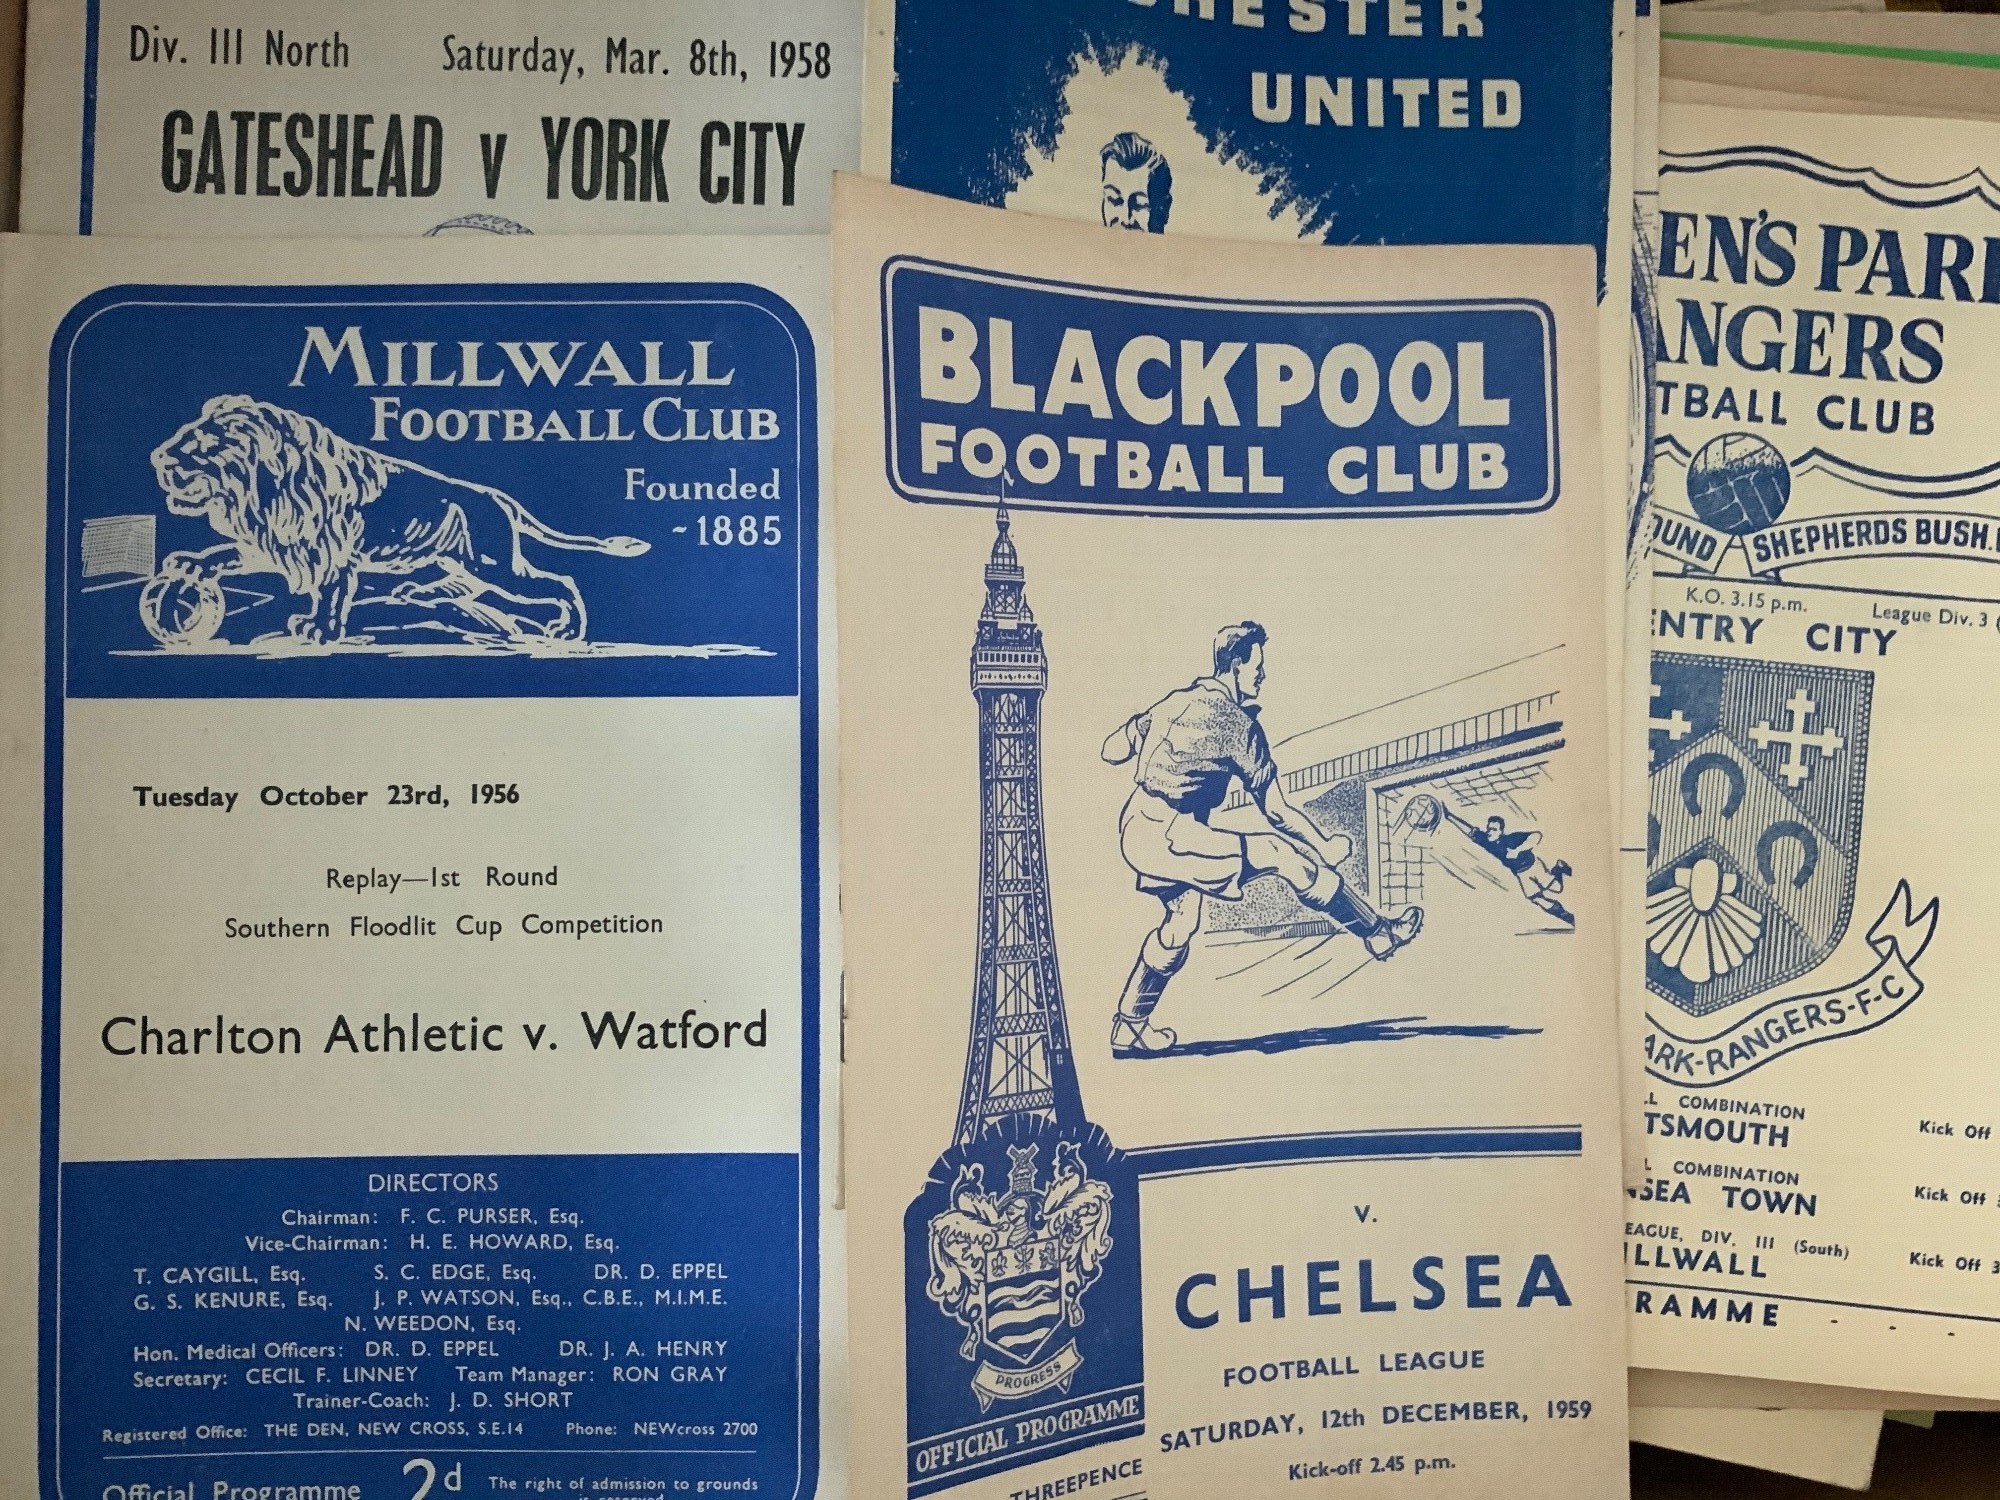 Div. III North Saturday, Mar. 8th, 1958
GATESHEAD v YORK CITY
UNITED
MILLWALL
FOOTBALL CLUB
Founded
~1885
Tuesday October 23rd, 1956
Replay—1st Round
Southern Floodlit Cup Competition
Charlton Athletic v. Watford
DIRECTORS
Chairman: F. C. PURSER, Esq.
Vice-Chairman: H. E. HOWARD, Esq.
T. CAYGILL, Esq. S. C. EDGE, Esq. DR. D. EPPEL
G. S. KENURE, Esq. J. P. WATSON, Esq., C.B.E., M.I.M.E.
N. WEEDON, Esq.
Hon. Medical Officers: DR. D. EPPEL DR. J. A. HENRY
Secretary: CECIL F. LINNEY Team Manager: RON GRAY
Trainer-Coach: J. D. SHORT
Registered Office: THE DEN, NEW CROSS, S.E.14 Phone: NEWcross 2700
Official Programme 2d The right of admission to grounds
BLACKPOOL
FOOTBALL CLUB
PROGRESS
OFFICIAL PROGRAMME
THREEPENCE
V.
CHELSEA
FOOTBALL LEAGUE
SATURDAY, 12th DECEMBER, 1959
Kick-off 2.45 p.m.
EN'S PAR
ANGERS
TBALL CLUB
OUND SHEPHERDS BUSH.
K.O. 3.15 p.m. League Div. 3
ENTRY CITY
ARK-RANGERS-F-C
COMBINATION
TSMOUTH Kick Off
COMBINATION
SEA TOWN Kick Off
EAGUE, DIV. III (South)
ILLWALL Kick Off 3
RAMME - - -